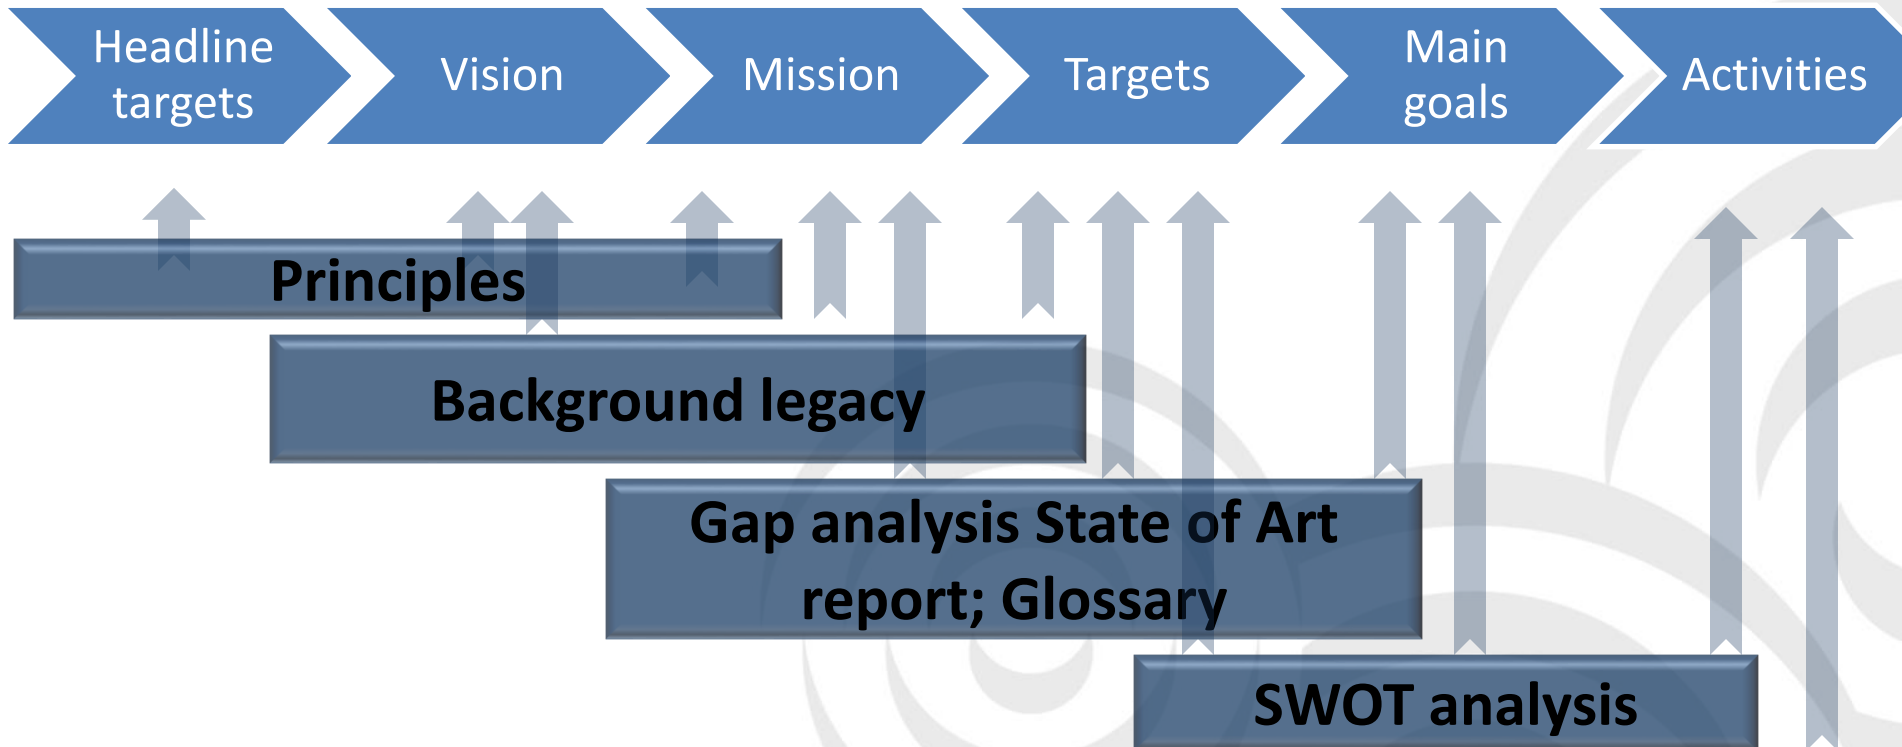 Headline
targets
Vision
Mission
Targets
Main
goals
Activities
Principles
Background legacy
Gap analysis State of Art
report; Glossary
SWOT analysis